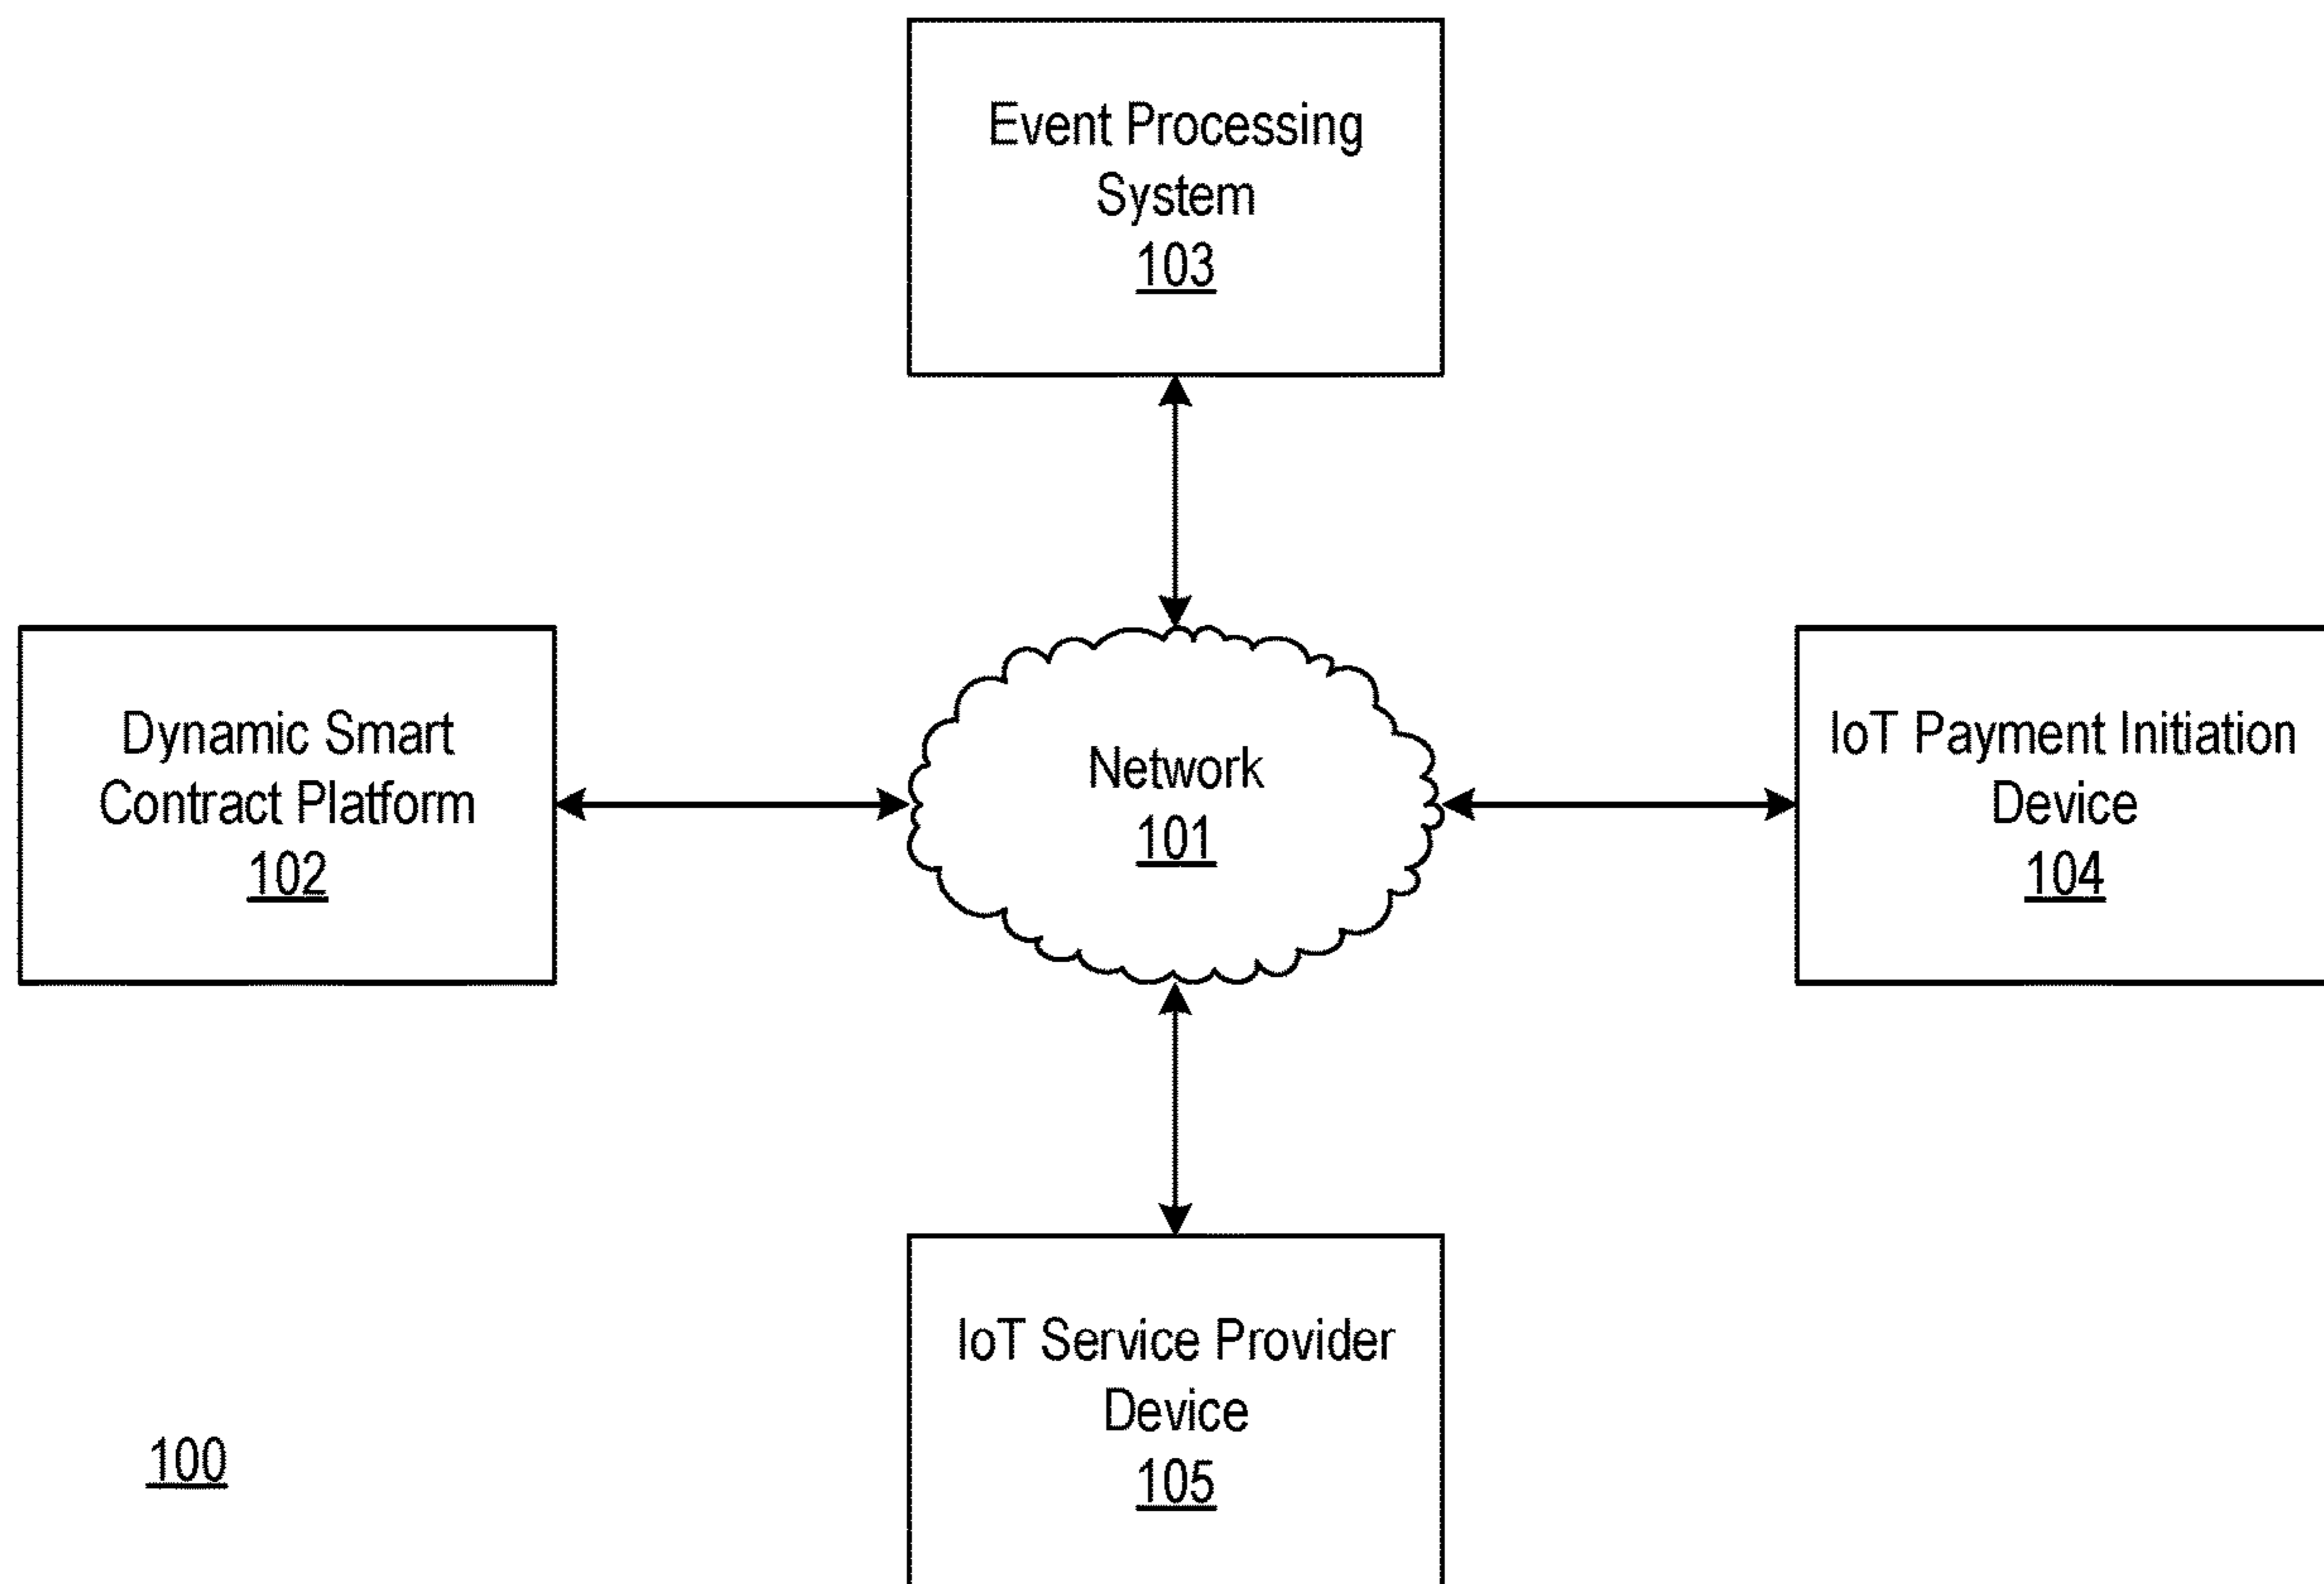 Event Processing
System
103
Dynamic Smart
Contract Platform
102
Network
101
IoT Payment Initiation
Device
104
IoT Service Provider
Device
105
100